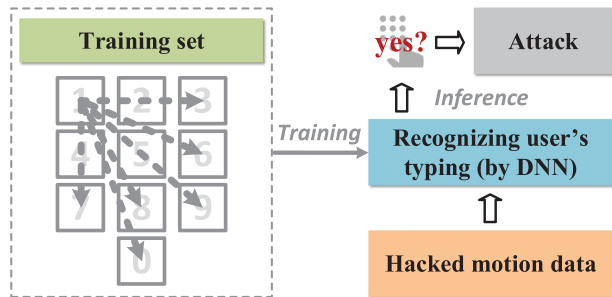 Training set
1 2 3
4 5 6
7 8 9
0
Training
yes?
Attack
Inference
Recognizing user's
typing (by DNN)
Hacked motion data